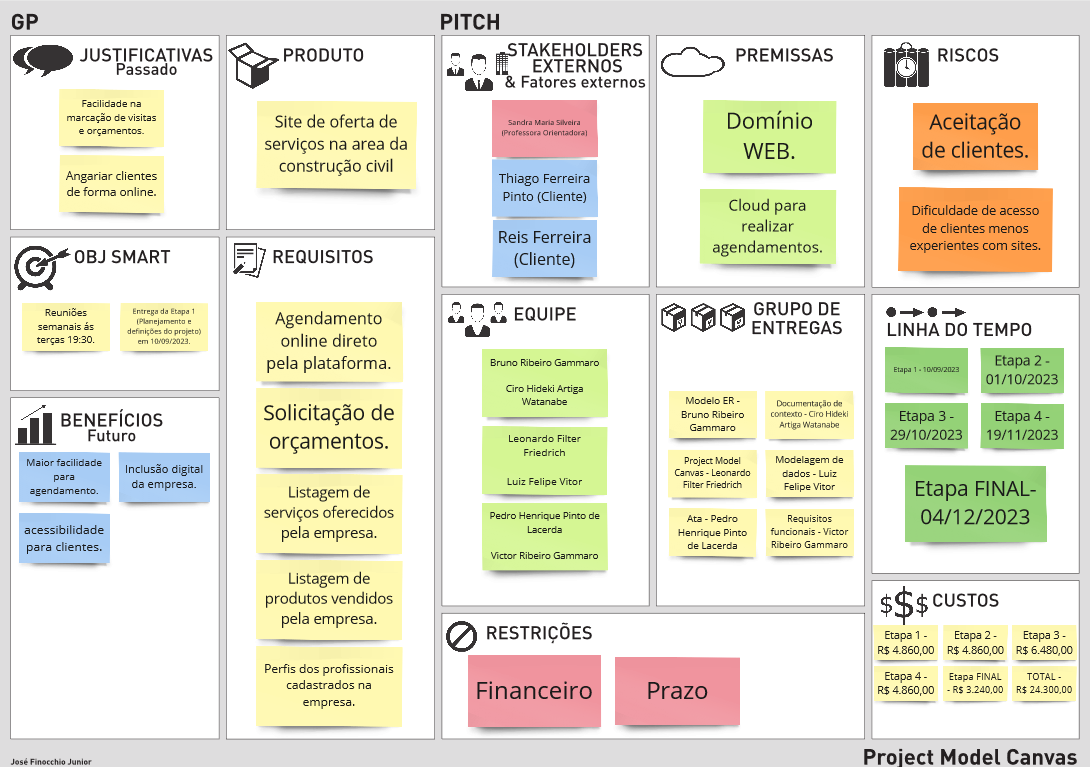 GP
PITCH
JUSTIFICATIVAS
Passado
Facilidade na
marcação de visitas
e orçamentos.
Angariar clientes
de forma online.
PRODUTO
Site de oferta de
serviços na area da
construção civil
STAKEHOLDERS
EXTERNOS
& Fatores externos
Sandra Maria Silveira
(Professora Orientadora)
Thiago Ferreira
Pinto (Cliente)
Reis Ferreira
(Cliente)
PREMISSAS
Domínio
WEB.
Cloud para
realizar
agendamentos.
RISCOS
Aceitação
de clientes.
Dificuldade de acesso
de clientes menos
experientes com sites.
OBJ SMART
Reuniões
semanais ás
terças 19:30.
Entrega da Etapa 1
(Planejamento e
definições do projeto)
em 10/09/2023.
REQUISITOS
Agendamento
online direto
pela plataforma.
Solicitação de
orçamentos.
Listagem de
serviços oferecidos
pela empresa.
Listagem de
produtos vendidos
pela empresa.
Perfis dos profissionais
cadastrados na
empresa.
EQUIPE
Bruno Ribeiro Gammaro
Ciro Hideki Artiga
Watanabe
Leonardo Filter
Friedrich
Luiz Felipe Vitor
Pedro Henrique Pinto de
Lacerda
Victor Ribeiro Gammaro
GRUPO DE
ENTREGAS
Modelo ER -
Bruno Ribeiro
Gammaro
Documentação de
contexto - Ciro Hideki
Artiga Watanabe
Project Model
Canvas - Leonardo
Filter Friedrich
Modelagem de
dados - Luiz
Felipe Vitor
Ata - Pedro
Henrique Pinto
de Lacerda
Requisitos
funcionais - Victor
Ribeiro Gammaro
LINHA DO TEMPO
Etapa 1 - 10/09/2023
Etapa 2 -
01/10/2023
Etapa 3 -
29/10/2023
Etapa 4 -
19/11/2023
Etapa FINAL-
04/12/2023
BENEFÍCIOS
Futuro
Maior facilidade
para
agendamento.
Inclusão digital
da empresa.
acessibilidade
para clientes.
RESTRIÇÕES
Financeiro
Prazo
$$$ CUSTOS
Etapa 1 -
R$ 4.860,00
Etapa 2 -
R$ 4.860,00
Etapa 3 -
R$ 6.480,00
Etapa 4 -
R$ 4.860,00
Etapa FINAL
- R$ 3.240,00
TOTAL -
R$ 24.300,00
José Finocchio Junior
Project Model Canvas